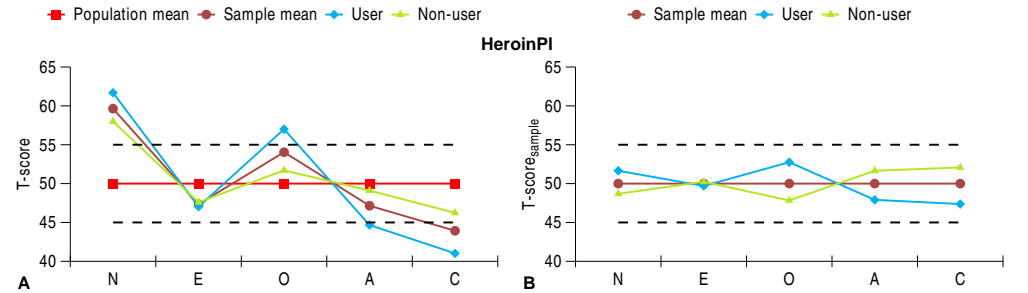 Population mean Sample mean User Non-user
Sample mean User Non-user
HeroinPl
T-score
65
60
55
50
45
40
N E O A C
A
T-score_sample
65
60
55
50
45
40
N E O A C
B